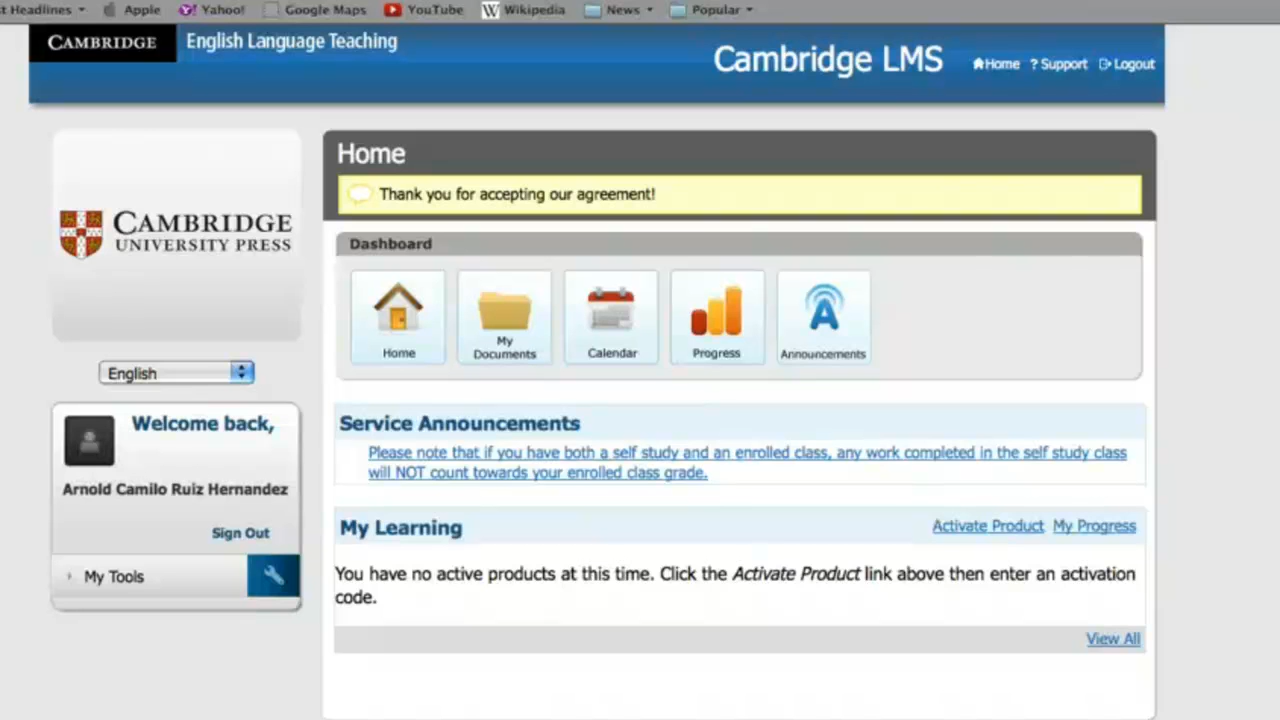 st Headlines
Apple
Yahoo!
Google Maps
YouTube
Wikipedia
News
Popular
CAMBRIDGE
English Language Teaching
Cambridge LMS
Home
? Support
Logout
CAMBRIDGE
UNIVERSITY PRESS
English
Welcome back,
Arnold Camilo Ruiz Hernandez
Sign Out
My Tools
Home
Thank you for accepting our agreement!
Dashboard
Home
My
Documents
Calendar
Progress
A
Announcements
Service Announcements
Please note that if you have both a self study and an enrolled class, any work completed in the self study class
will NOT count towards your enrolled class grade.
My Learning
Activate Product
My Progress
You have no active products at this time. Click the Activate Product link above then enter an activation
code.
View All